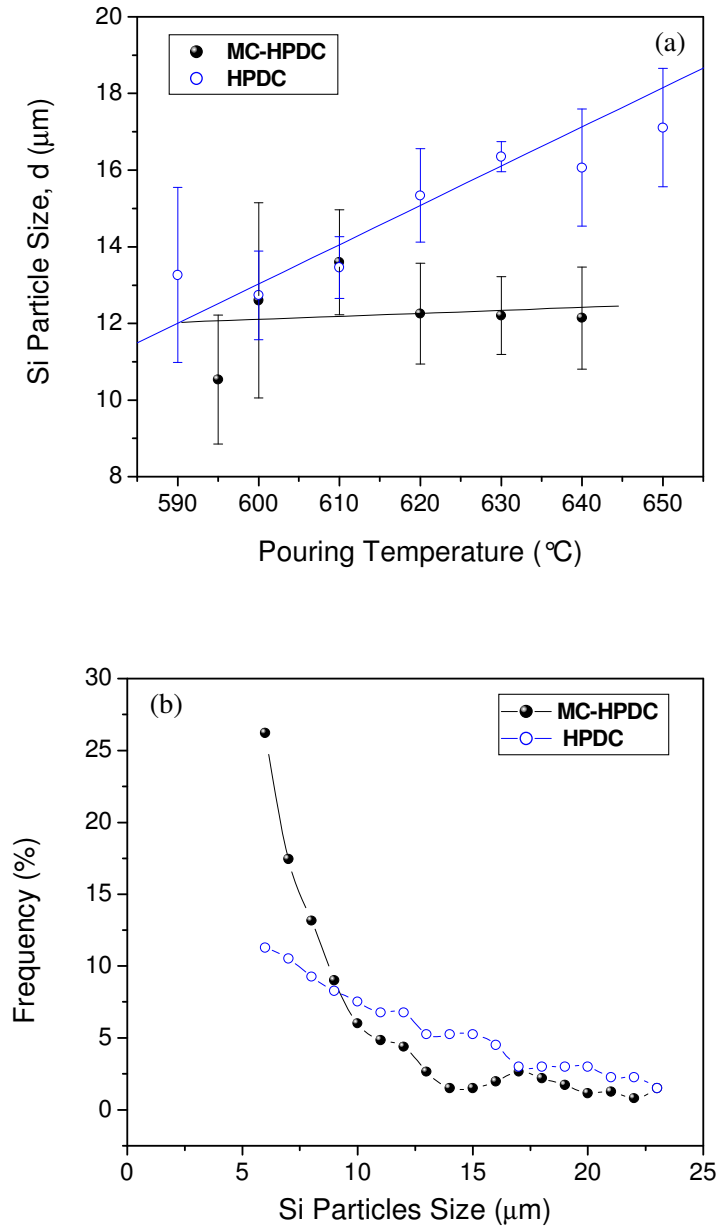 20
18
16
14
12
10
8
Si Particle Size, d (μm)
MC-HPDC
HPDC
(a)
590 600 610 620 630 640 650
Pouring Temperature (°C)
30
25
20
15
10
5
0
Frequency (%)
(b)
MC-HPDC
HPDC
0 5 10 15 20 25
Si Particles Size (μm)